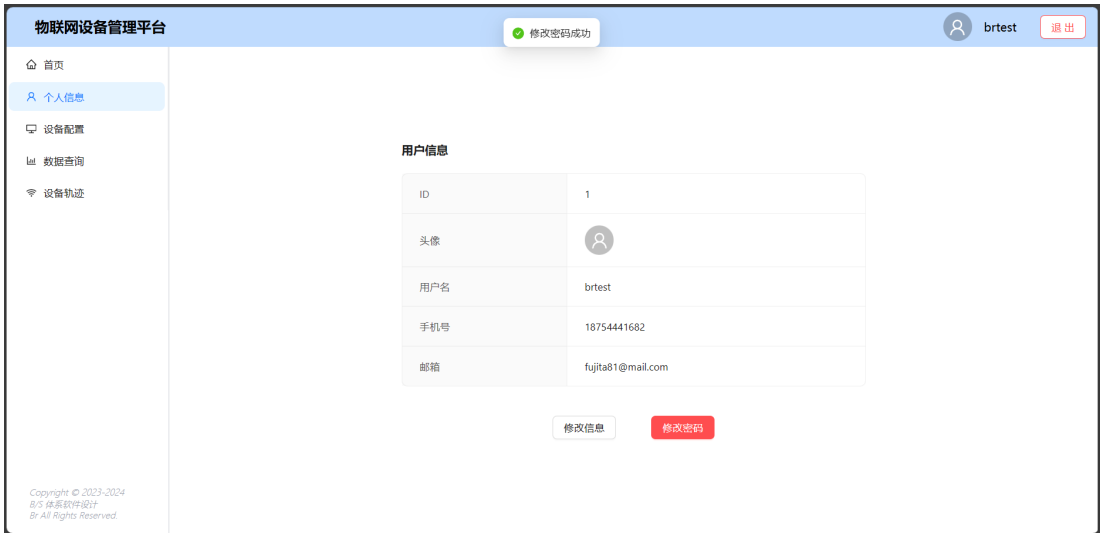 物联网设备管理平台
修改密码成功
brtest
退 出
首页
个人信息
设备配置
数据查询
设备轨迹
用户信息
ID 1
头像
用户名 brtest
手机号 18754441682
邮箱 fujita81@mail.com
修改信息 修改密码
Copyright © 2023-2024
B/S 体系软件设计
Br All Rights Reserved.